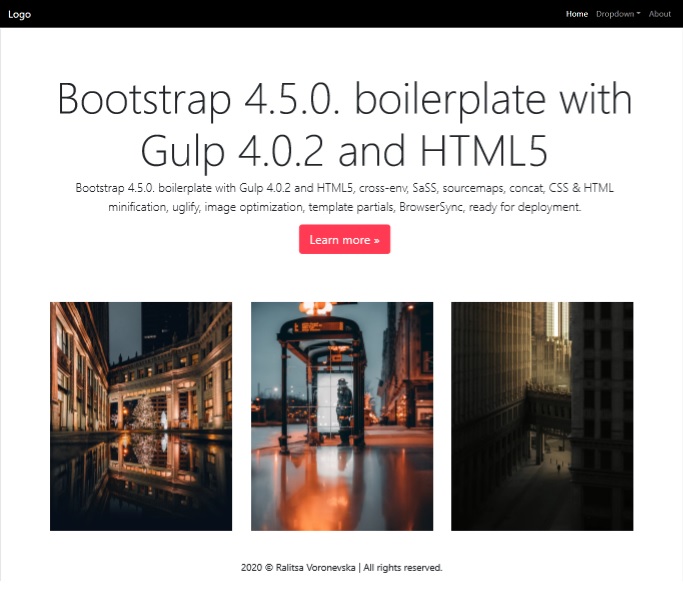 Logo
Home Dropdown About
Bootstrap 4.5.0. boilerplate with
Gulp 4.0.2 and HTML5
Bootstrap 4.5.0. boilerplate with Gulp 4.0.2 and HTML5, cross-env, SaSS, sourcemaps, concat, CSS & HTML
minification, uglify, image optimization, template partials, BrowserSync, ready for deployment.
Learn more »
2020 © Ralitsa Voronevska | All rights reserved.